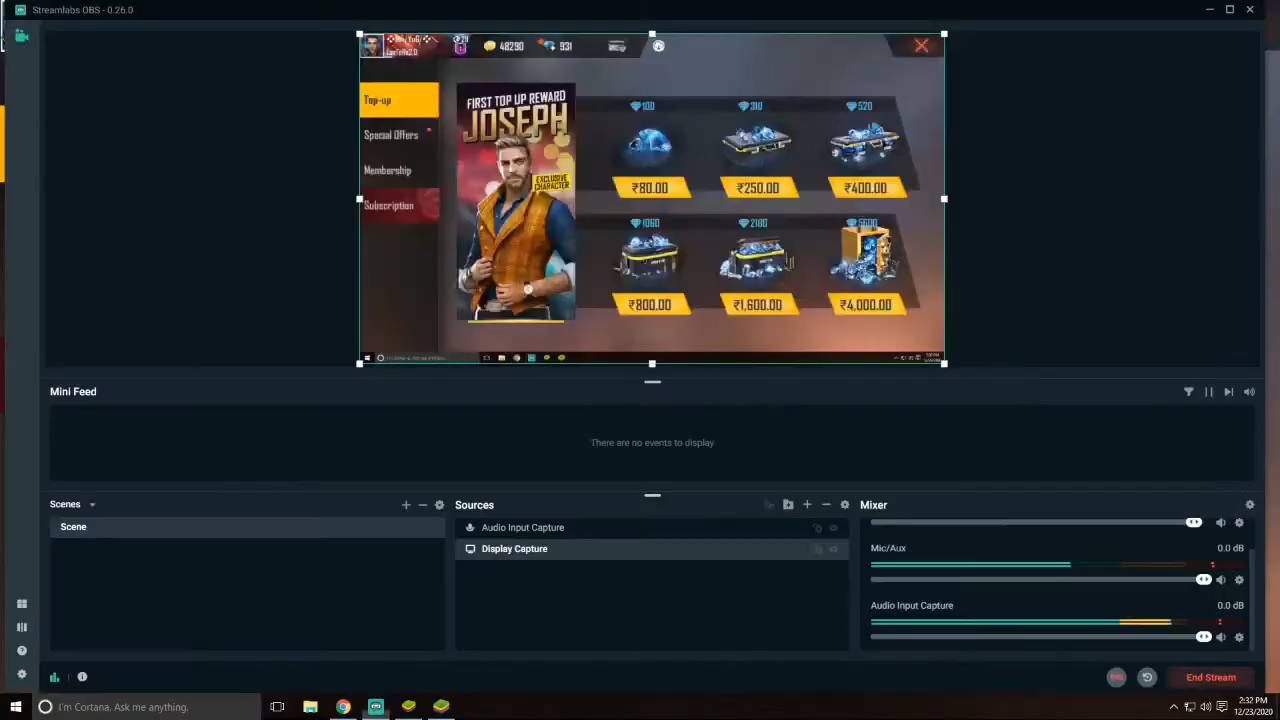 Streamlabs OBS - 0.26.0
48290
931
Top-up
Special Offers
Membership
Subscription
FIRST TOP UP REWARD
JOSEPH
EXCLUSIVE
CHARACTER
100
310
520
₹80.00
₹250.00
₹400.00
1060
2180
5600
₹800.00
₹1,600.00
₹4,000.00
Mini Feed
There are no events to display
Scenes
Scene
Sources
Audio Input Capture
Display Capture
Mixer
Mic/Aux
0.0 dB
Audio Input Capture
0.0 dB
REC
End Stream
I'm Cortana. Ask me anything.
2:32 PM
12/23/2020